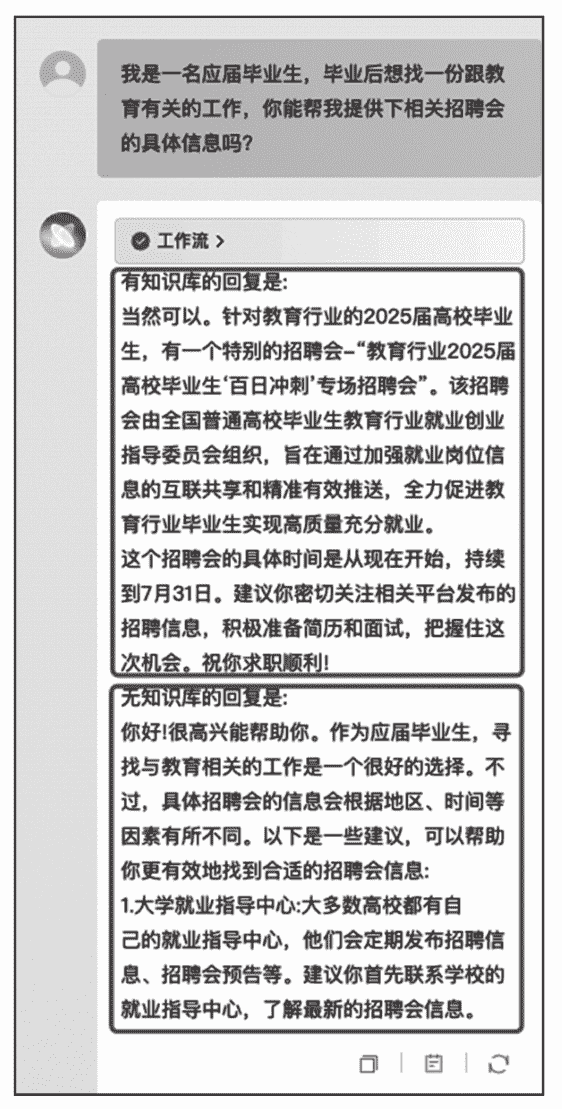 我是一名应届毕业生，毕业后想找一份跟教
育有关的工作，你能帮我提供下相关招聘会
的具体信息吗?
工作流 >
有知识库的回复是:
当然可以。针对教育行业的2025届高校毕业
生，有一个特别的招聘会–“教育行业2025届
高校毕业生‘百日冲刺’专场招聘会”。该招聘
会由全国普通高校毕业生教育行业就业创业
指导委员会组织，旨在通过加强就业岗位信
息的互联共享和精准有效推送，全力促进教
育行业毕业生实现高质量充分就业。
这个招聘会的具体时间是从现在开始，持续
到7月31日。建议你密切关注相关平台发布的
招聘信息，积极准备简历和面试，把握住这
次机会。祝你求职顺利!
无知识库的回复是:
你好!很高兴能帮助你。作为应届毕业生，寻
找与教育相关的工作是一个很好的选择。不
过，具体招聘会的信息会根据地区、时间等
因素有所不同。以下是一些建议，可以帮助
你更有效地找到合适的招聘会信息:
1.大学就业指导中心:大多数高校都有自
己的就业指导中心，他们会定期发布招聘信
息、招聘会预告等。建议你首先联系学校的
就业指导中心，了解最新的招聘会信息。